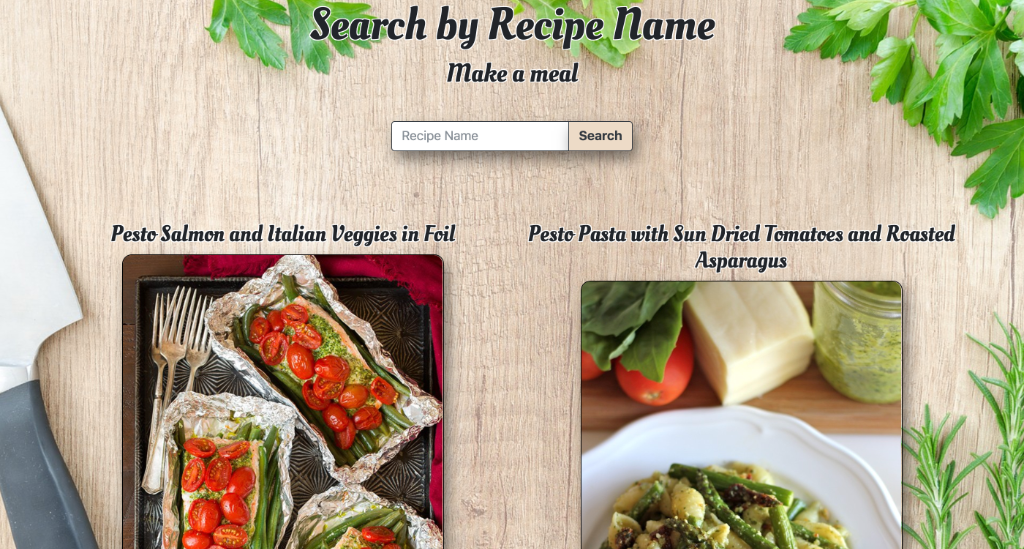 Search by Recipe Name
Make a meal
Recipe Name
Search
Pesto Salmon and Italian Veggies in Foil
Pesto Pasta with Sun Dried Tomatoes and Roasted
Asparagus